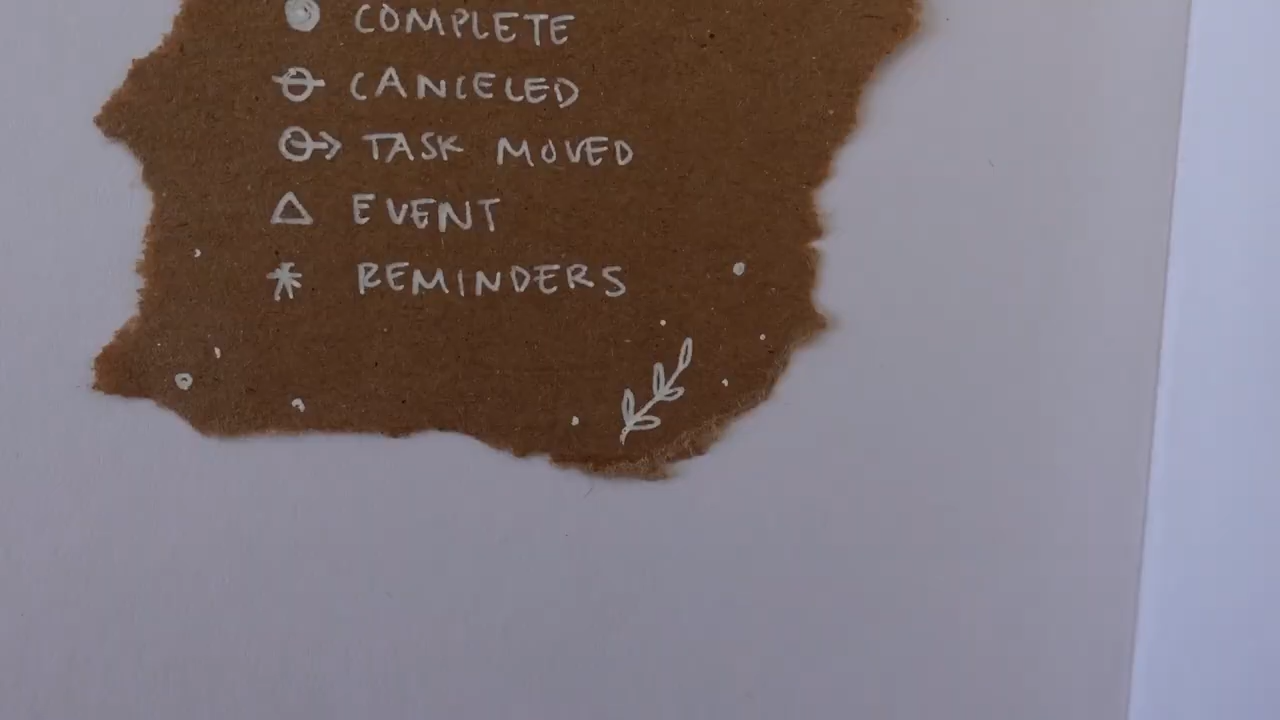 COMPLETE
CANCELED
TASK MOVED
EVENT
REMINDERS